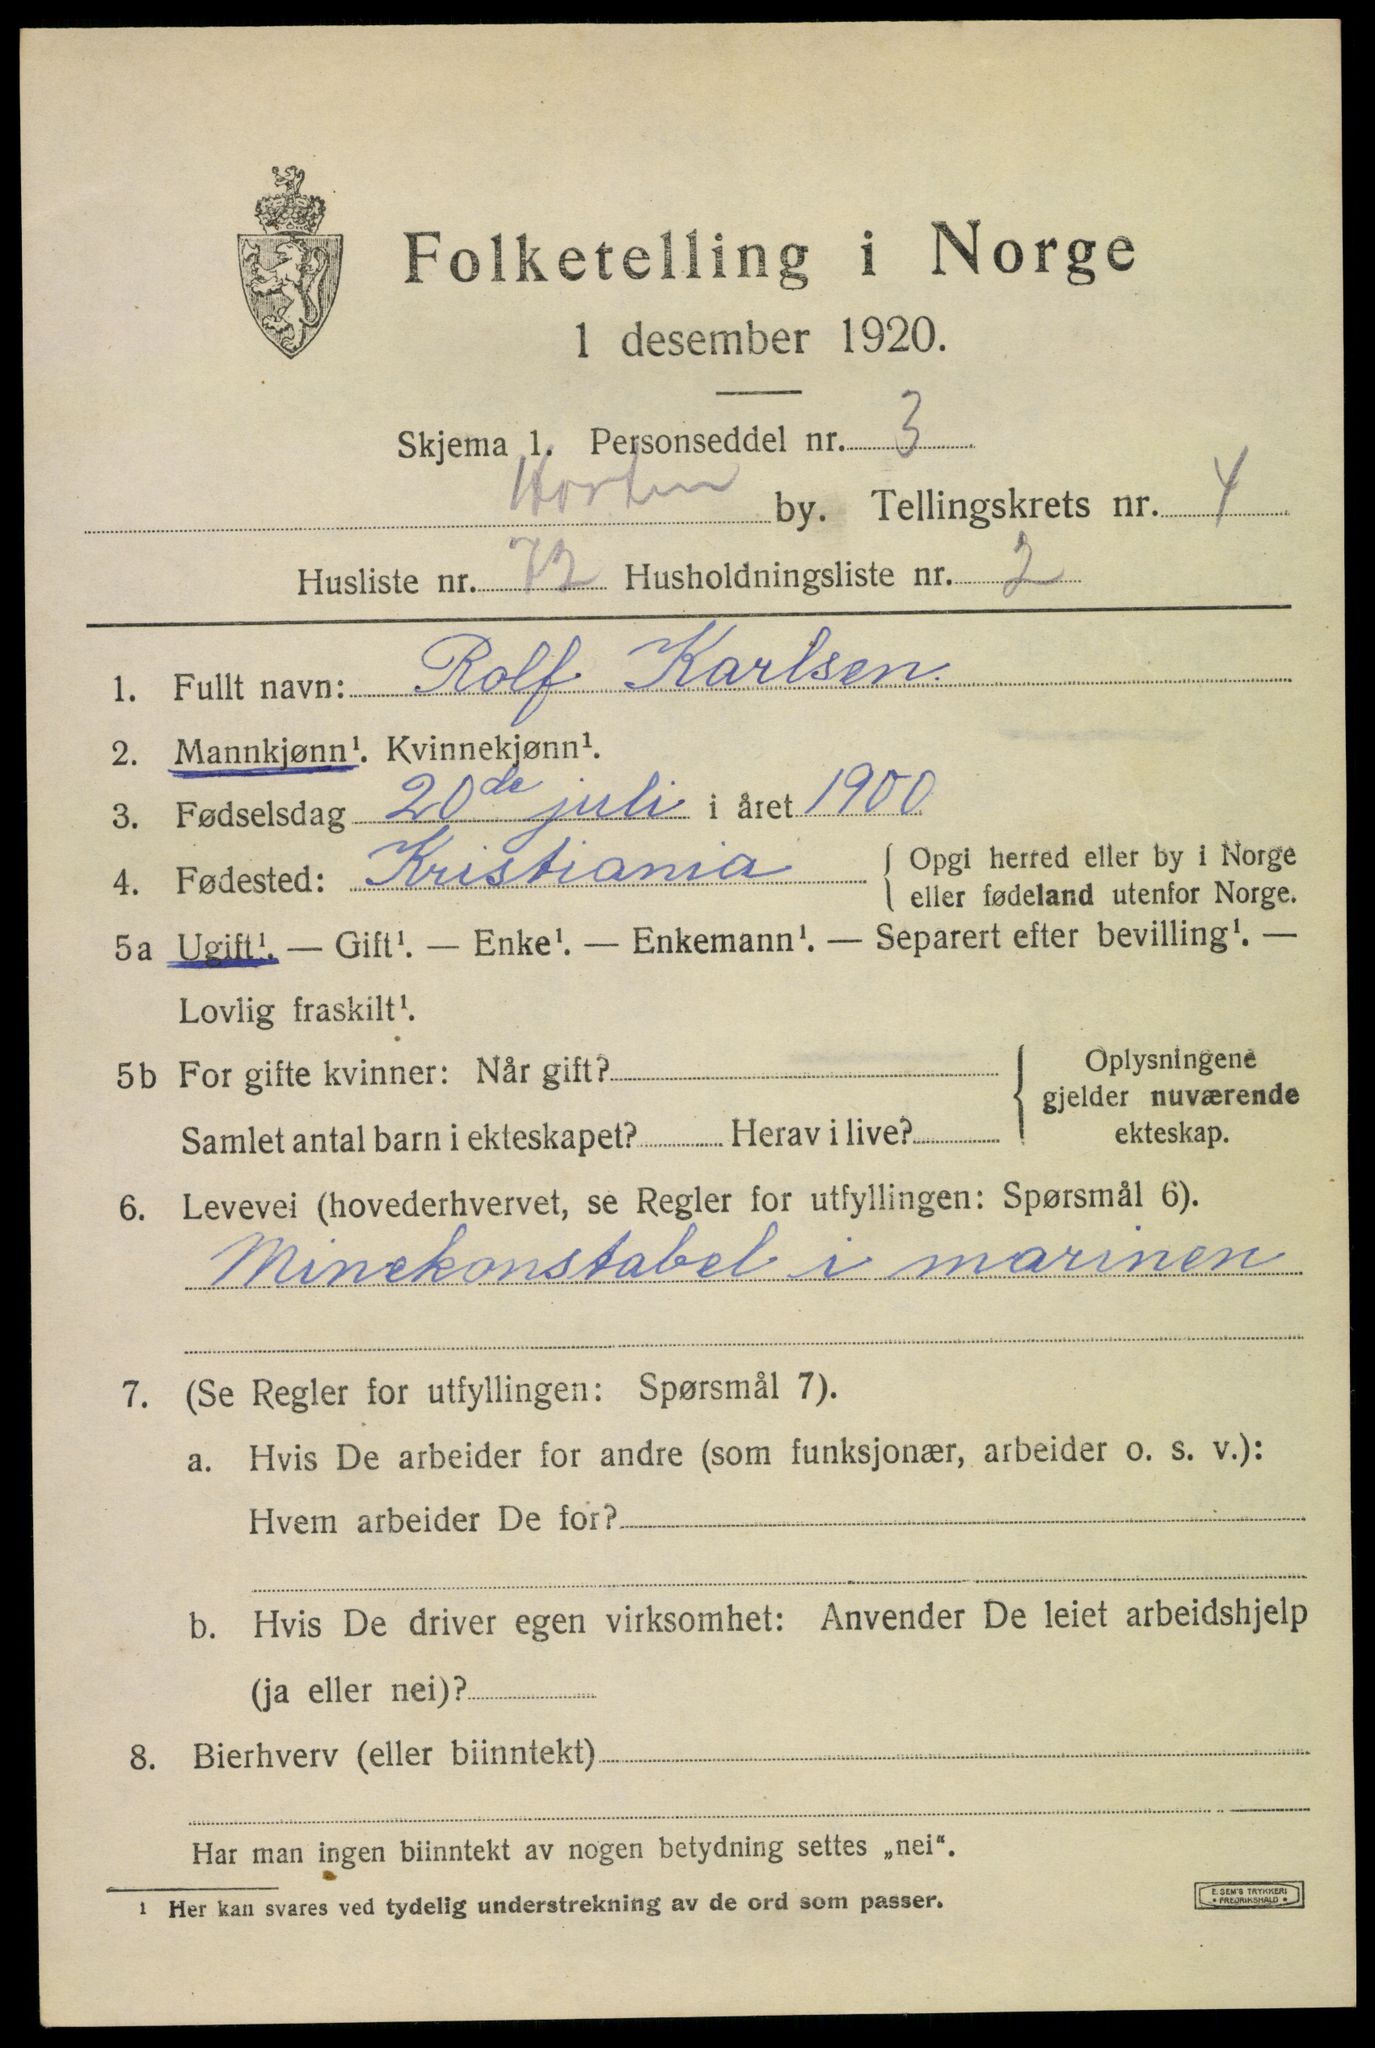 Folketelling i Norge
1 desember 1920.
Skjema 1. Personseddel nr. 3
Horten by. Tellingskrets nr. 4
Husliste nr. 72 Husholdningsliste nr. 2
1. Fullt navn: Rolf Karlsen.
2. Mannkjønn¹. Kvinnekjønn¹.
3. Fødselsdag 20de juli i året 1900
4. Fødested: Kristiania { Opgi herred eller by i Norge
eller fødeland utenfor Norge.
5a Ugift¹. — Gift¹. — Enke¹. — Enkemann¹. — Separert efter bevilling¹. —
Lovlig fraskilt¹.
5b For gifte kvinner: Når gift? { Oplysningene
gjelder nuværende
Samlet antal barn i ekteskapet? Herav i live? ekteskap.
6. Levevei (hovederhvervet, se Regler for utfyllingen: Spørsmål 6).
Minekonstabel i marinen
7. (Se Regler for utfyllingen: Spørsmål 7).
a. Hvis De arbeider for andre (som funksjonær, arbeider o. s. v.):
Hvem arbeider De for?
b. Hvis De driver egen virksomhet: Anvender De leiet arbeidshjelp
(ja eller nei)?
8. Bierhverv (eller biinntekt)
Har man ingen biinntekt av nogen betydning settes „nei“.
¹ Her kan svares ved tydelig understrekning av de ord som passer.
E. SEM'S TRYKKERI
• FREDRIKSHALD •